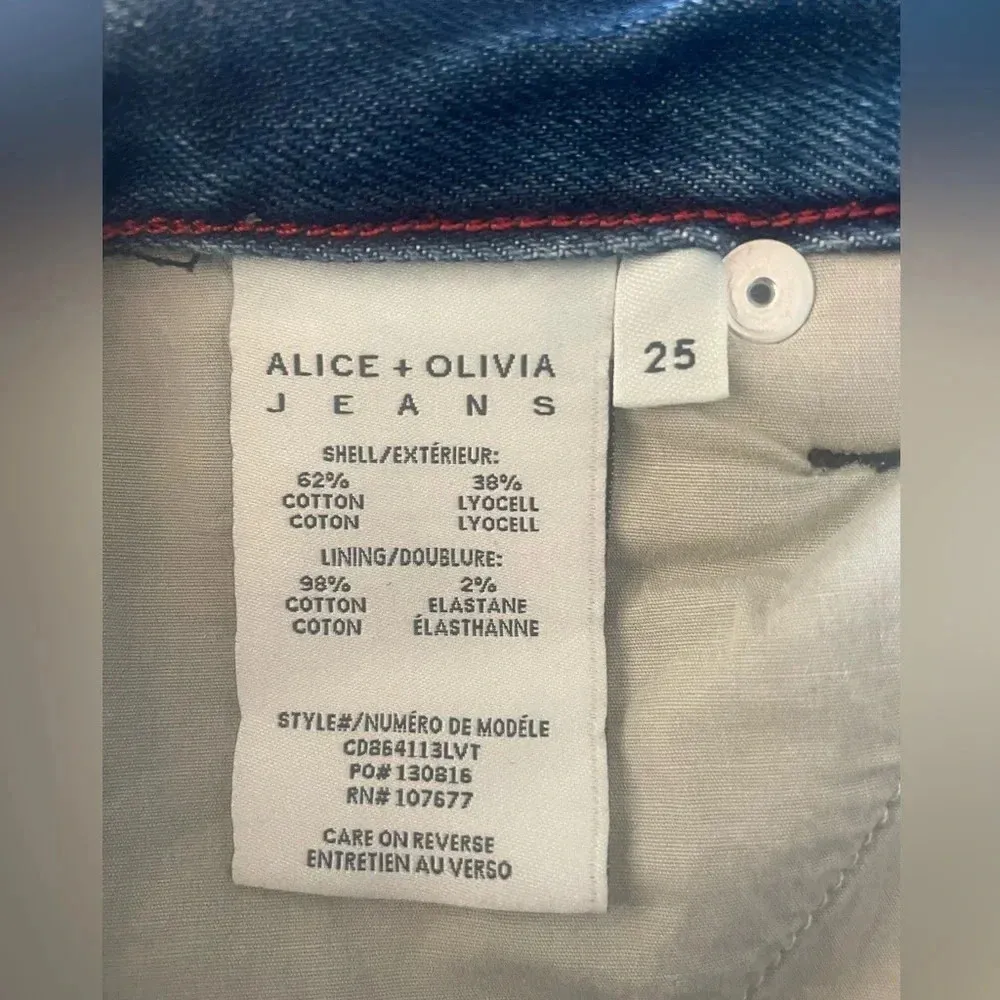 ALICE + OLIVIA
JEANS
25
SHELL/EXTÉRIEUR:
62% 38%
COTTON LYOCELL
COTON LYOCELL
LINING/DOUBLURE:
98% 2%
COTTON ELASTANE
COTON ÉLASTHANNE
STYLE#/NUMÉRO DE MODÉLE
CD864113LVT
PO# 130816
RN# 107677
CARE ON REVERSE
ENTRETIEN AU VERSO